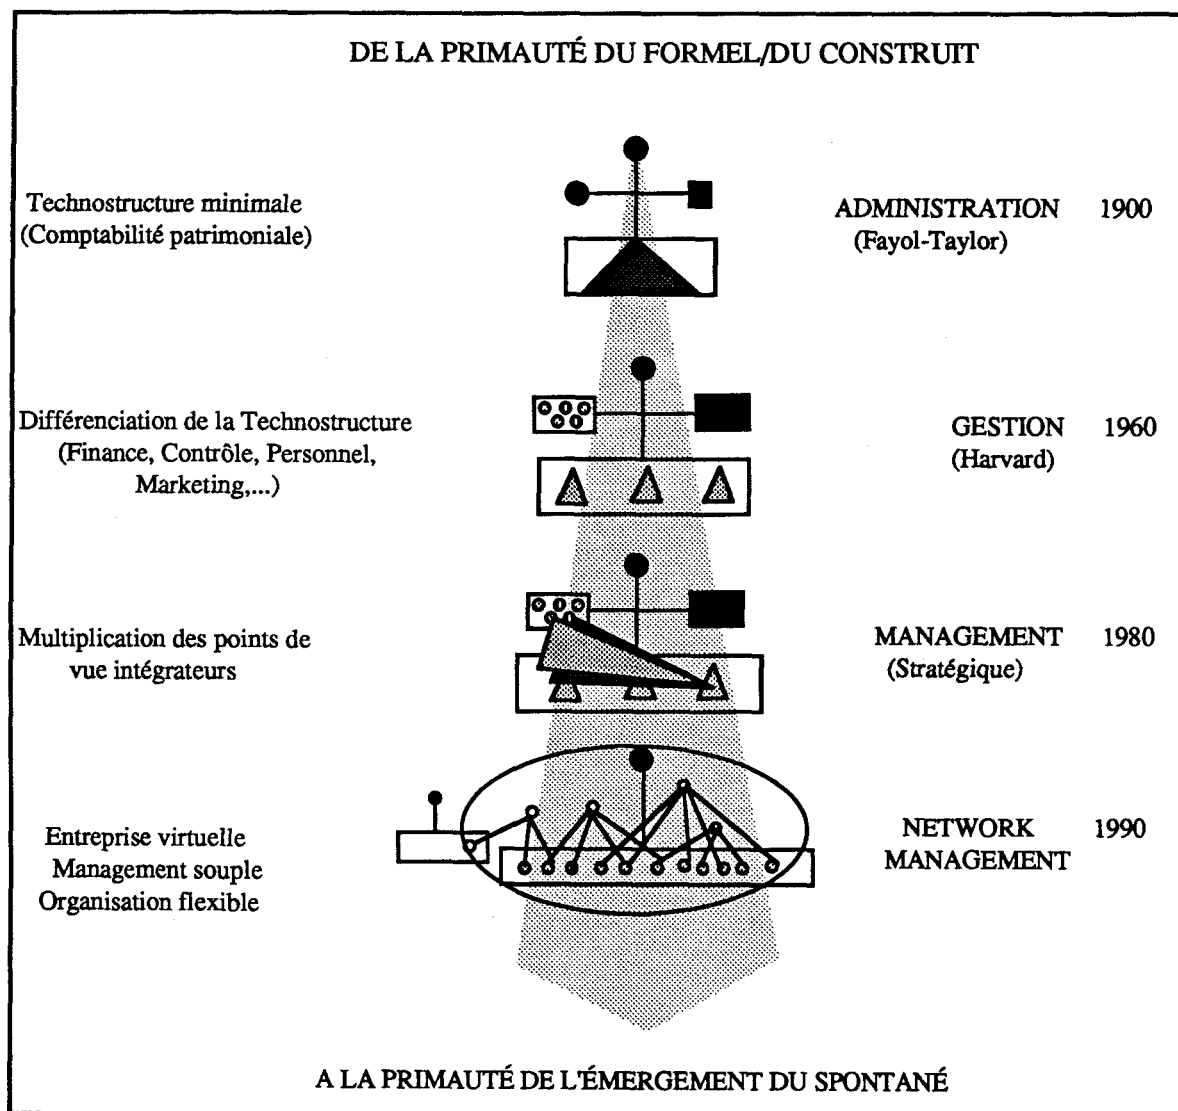 DE LA PRIMAUTÉ DU FORMEL/DU CONSTRUIT
Technostructure minimale
(Comptabilité patrimoniale)
ADMINISTRATION 1900
(Fayol-Taylor)
Différenciation de la Technostructure
(Finance, Contrôle, Personnel,
Marketing,...)
GESTION 1960
(Harvard)
Multiplication des points de
vue intégrateurs
MANAGEMENT 1980
(Stratégique)
Entreprise virtuelle
Management souple
Organisation flexible
NETWORK 1990
MANAGEMENT
A LA PRIMAUTÉ DE L'ÉMERGEMENT DU SPONTANÉ